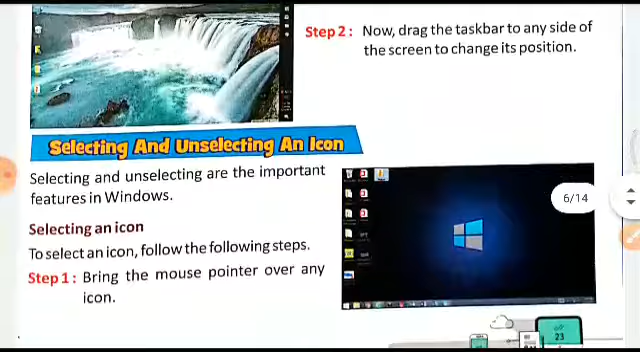 Step 2 : Now, drag the taskbar to any side of
the screen to change its position.
Selecting And Unselecting An Icon
Selecting and unselecting are the important
features in Windows.
Selecting an icon
To select an icon, follow the following steps.
Step 1 : Bring the mouse pointer over any
icon.
6/14
23